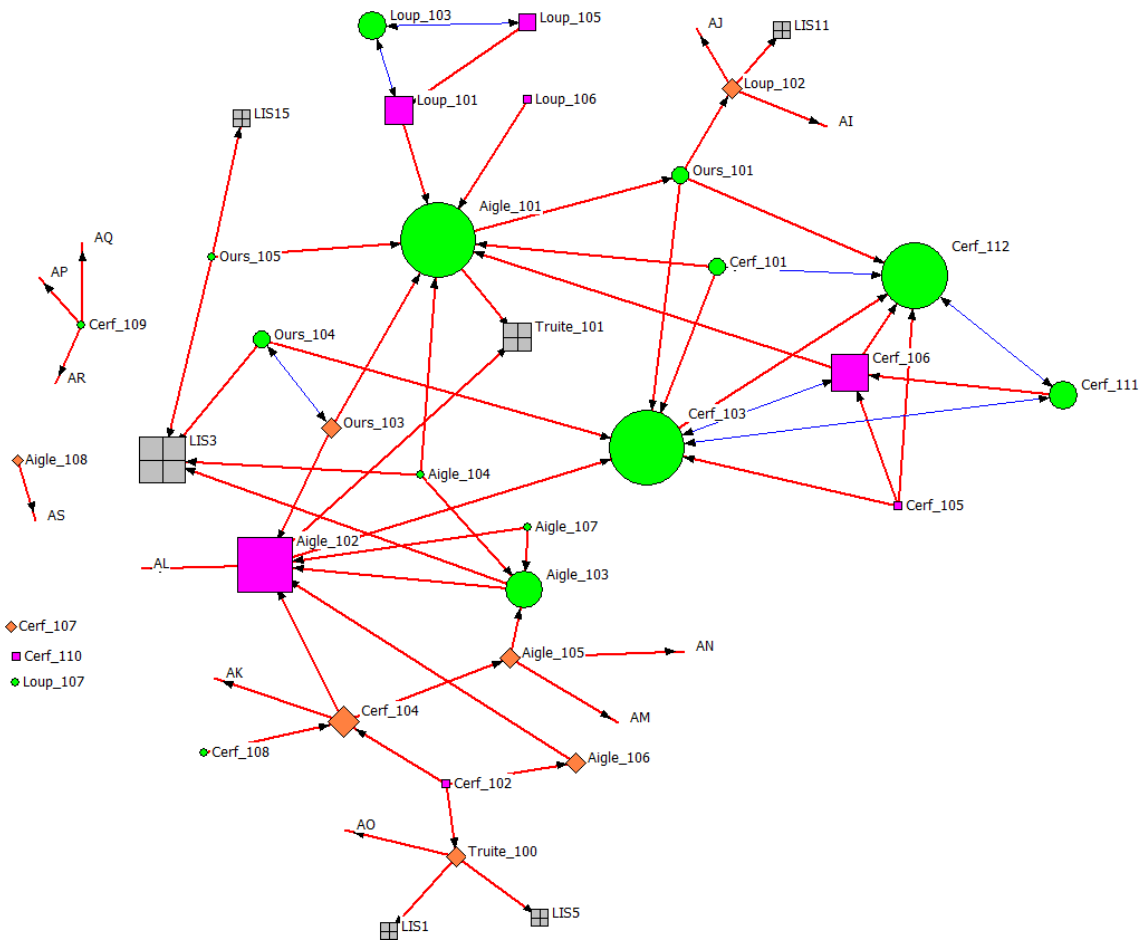 Loup_103
Loup_105
AJ
LIS11
Loup_102
Loup_101
Loup_106
LIS15
AI
Ours_101
Aigle_101
AQ
Cerf_112
AP
Ours_105
Cerf_101
Cerf_109
Truite_101
Ours_104
Cerf_106
AR
Cerf_111
Cerf_103
Ours_103
LIS3
Aigle_108
Aigle_104
Cerf_105
AS
Aigle_107
Aigle_102
AL
Aigle_103
Cerf_107
AN
Aigle_105
Cerf_110
AK
Loup_107
Cerf_104
AM
Cerf_108
Aigle_106
Cerf_102
AO
Truite_100
LIS5
LIS1